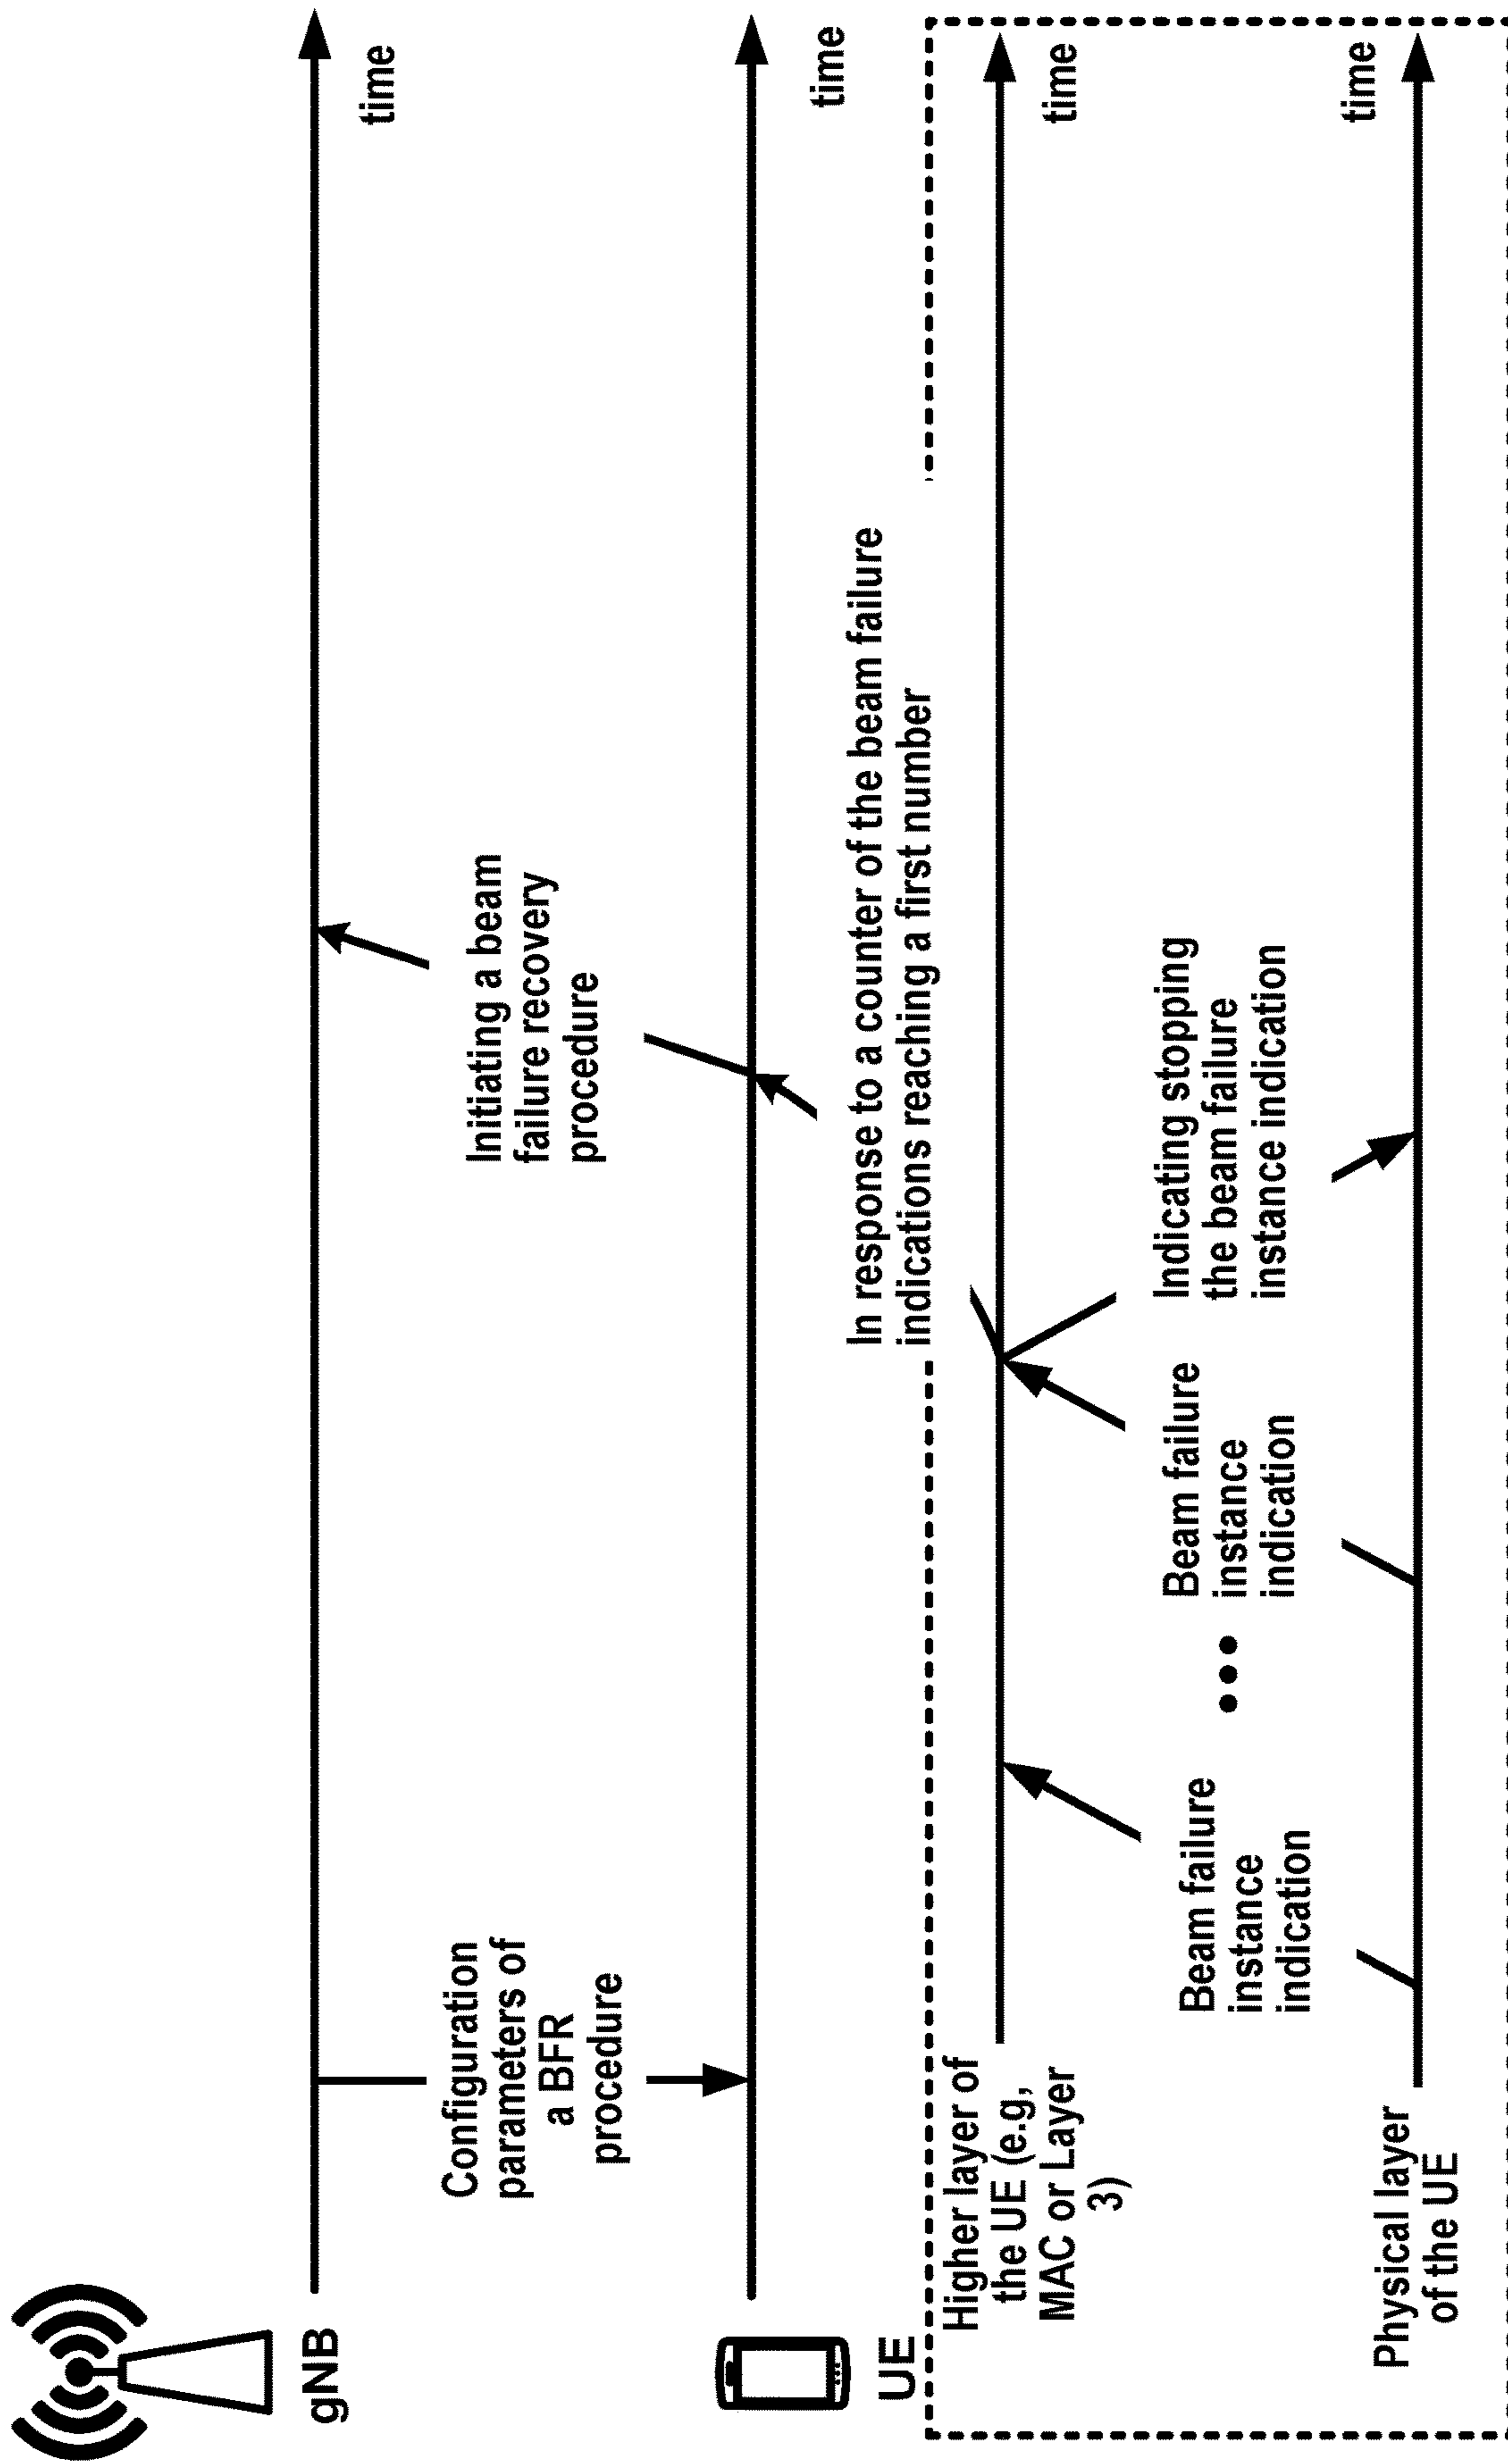 gNB
Configuration
parameters of
a BFR
procedure
Initiating a beam
failure recovery
procedure
time
UE
time
In response to a counter of the beam failure
indications reaching a first number
Higher layer of
the UE (e.g,
MAC or Layer
3)
time
Beam failure
instance
indication
Beam failure
instance
indication
Indicating stopping
the beam failure
instance indication
Physical layer
of the UE
time